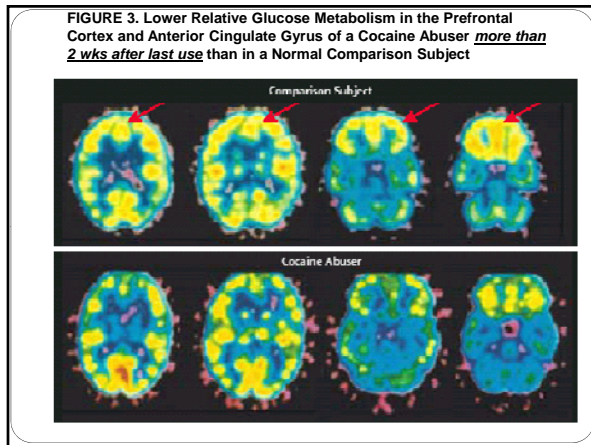 FIGURE 3. Lower Relative Glucose Metabolism in the Prefrontal
Cortex and Anterior Cingulate Gyrus of a Cocaine Abuser more than
2 wks after last use than in a Normal Comparison Subject
Comparison Subject
Cocaine Abuser